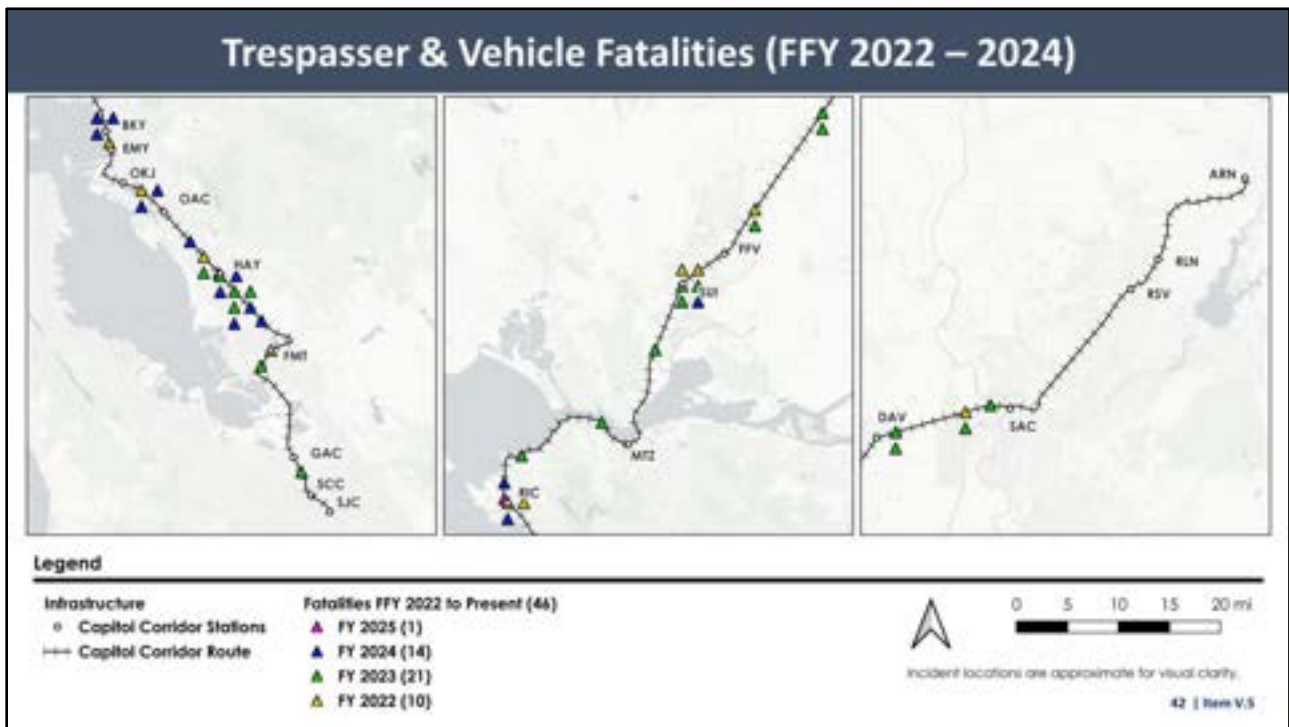 Trespasser & Vehicle Fatalities (FFY 2022 – 2024)
BKY
EMY
OKJ
OAC
HAY
FMT
GAC
SCC
SJC
FFV
SUI
MTZ
RIC
ARN
RLN
RSV
DAV
SAC
Legend
Infrastructure
Capitol Corridor Stations
Capitol Corridor Route
Fatalities FFY 2022 to Present (46)
FY 2025 (1)
FY 2024 (14)
FY 2023 (21)
FY 2022 (10)
0 5 10 15 20 mi
Incident locations are approximate for visual clarity.
42 | Item V.5